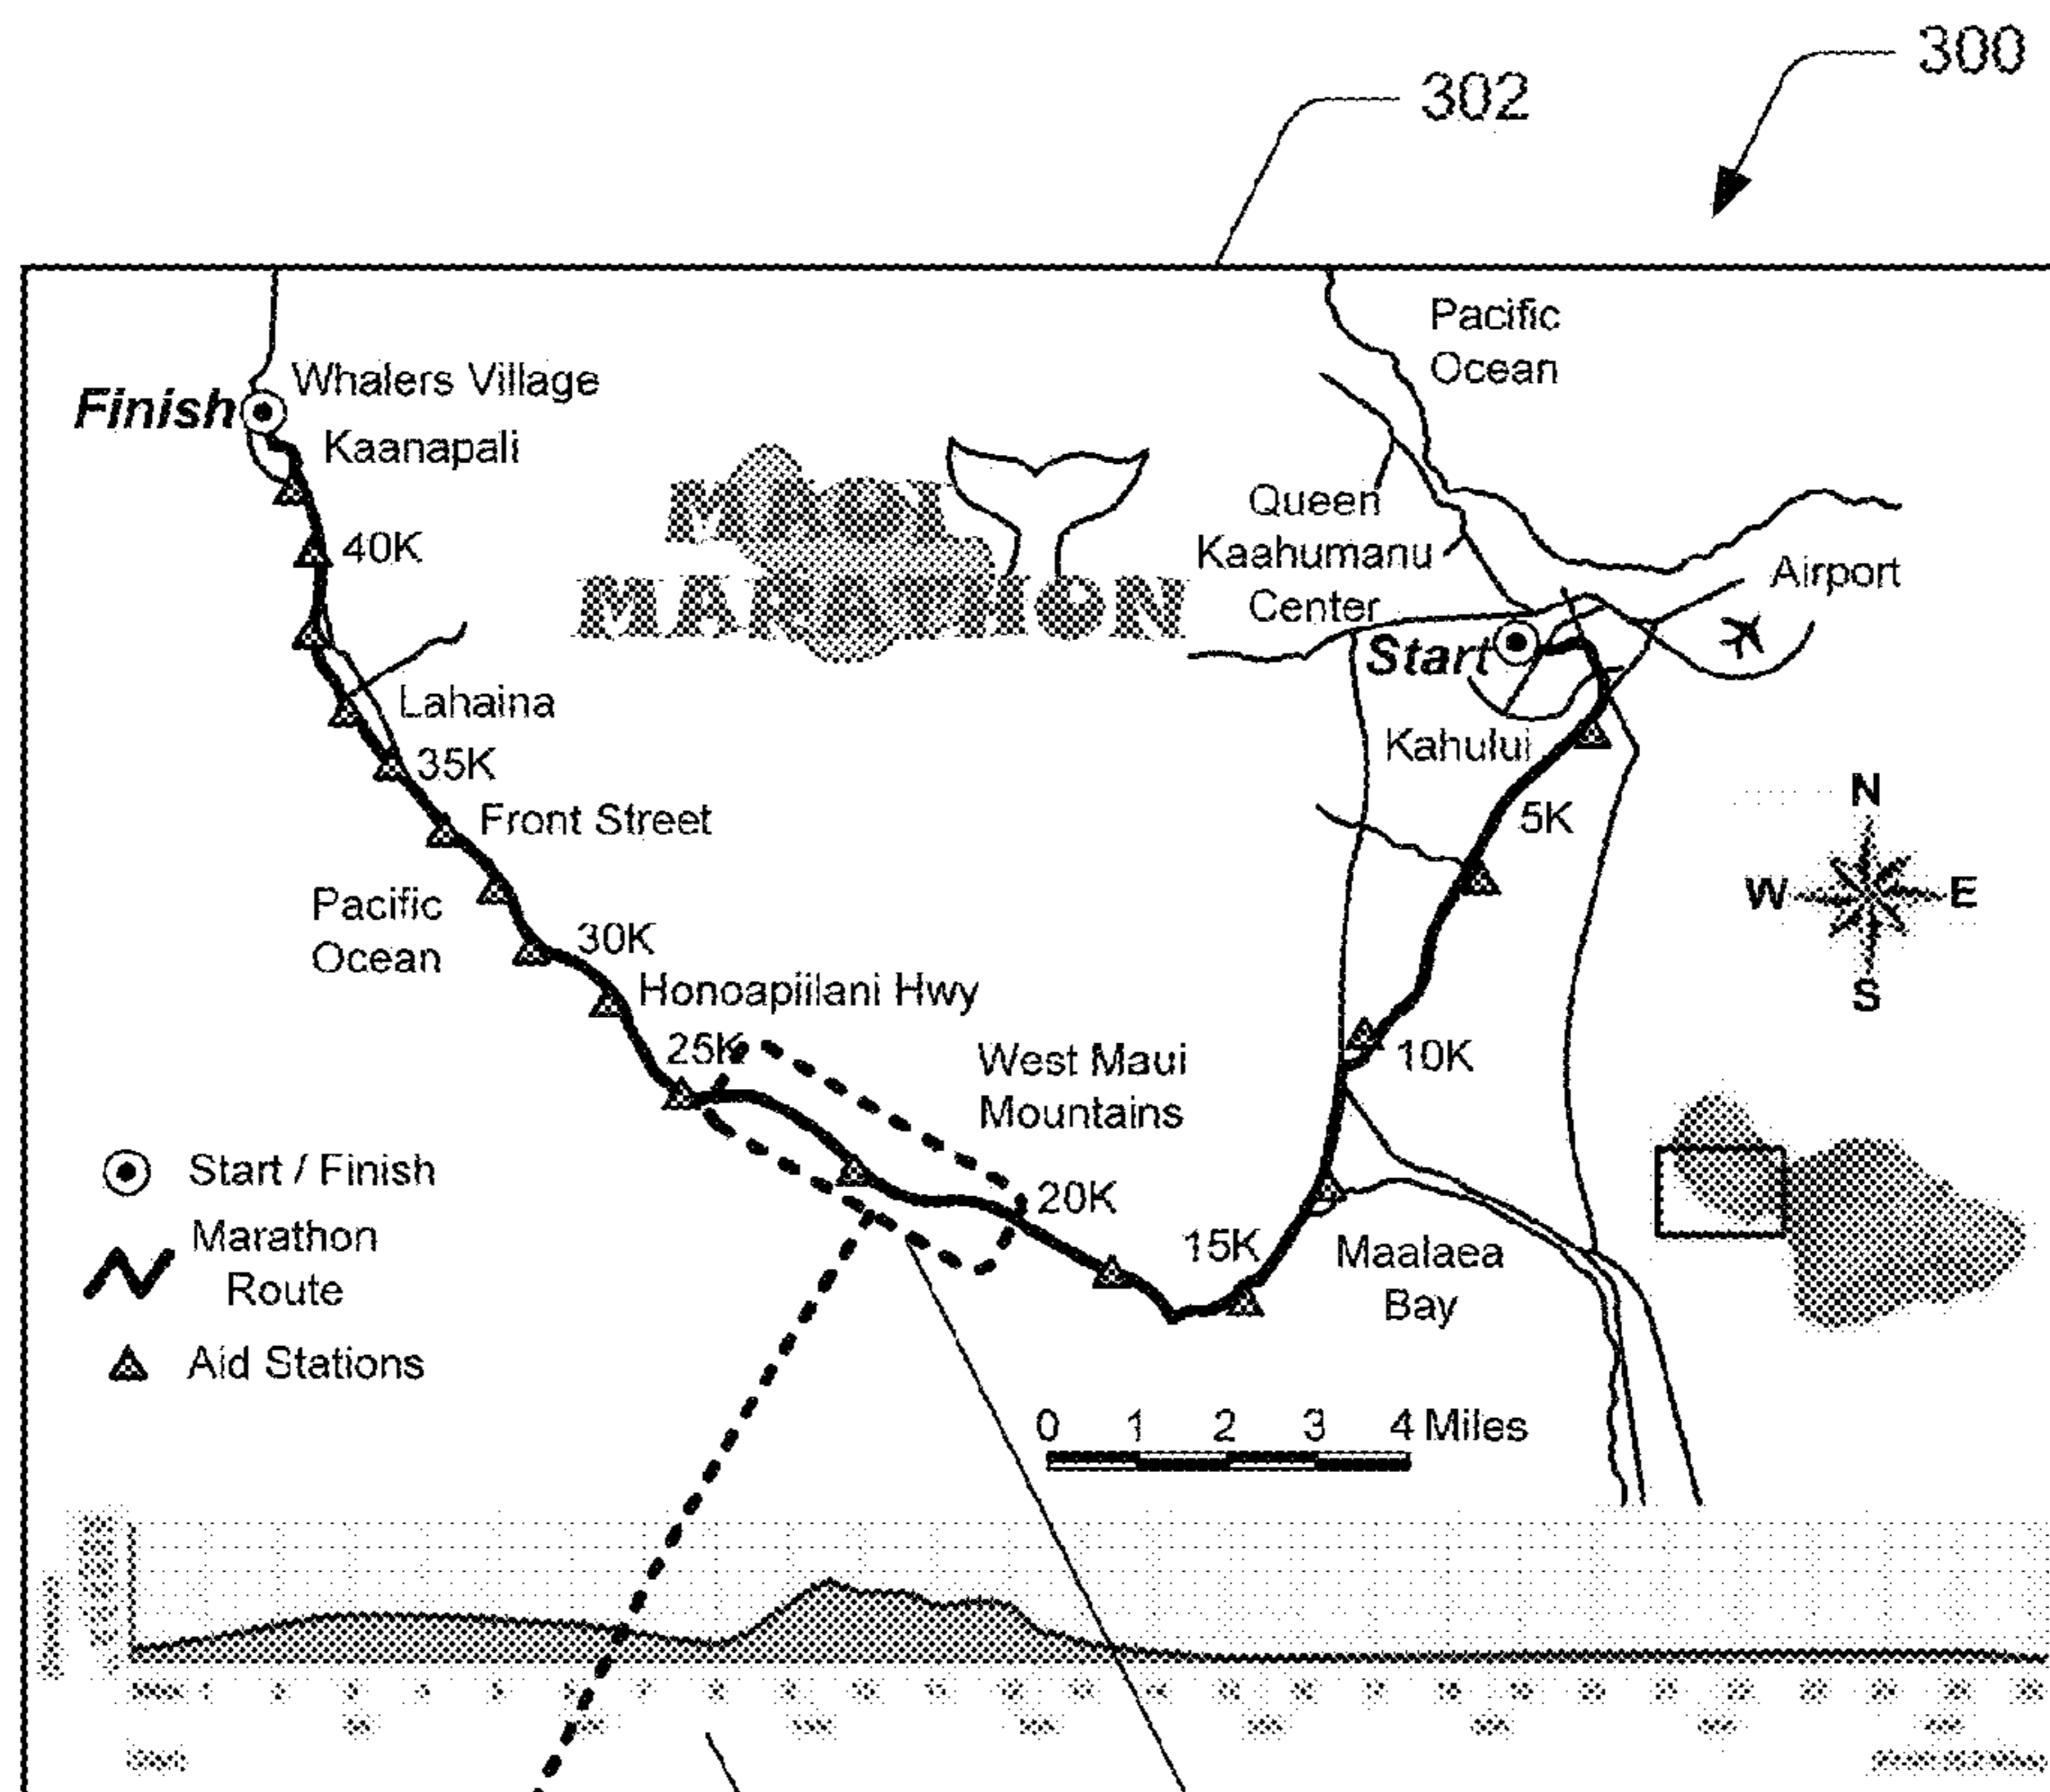 300
302
Pacific
Ocean
Finish
Whalers Village
Kaanapali
Queen
Kaahumanu
Center
Airport
40K
MAUI
MARATHON
Start
Lahaina
Kahului
35K
Front Street
5K
N
W
E
S
Pacific
Ocean
30K
Honoapiilani Hwy
25K
West Maui
Mountains
10K
20K
15K
Maalaea
Bay
Start / Finish
Marathon
Route
Aid Stations
0 1 2 3 4 Miles